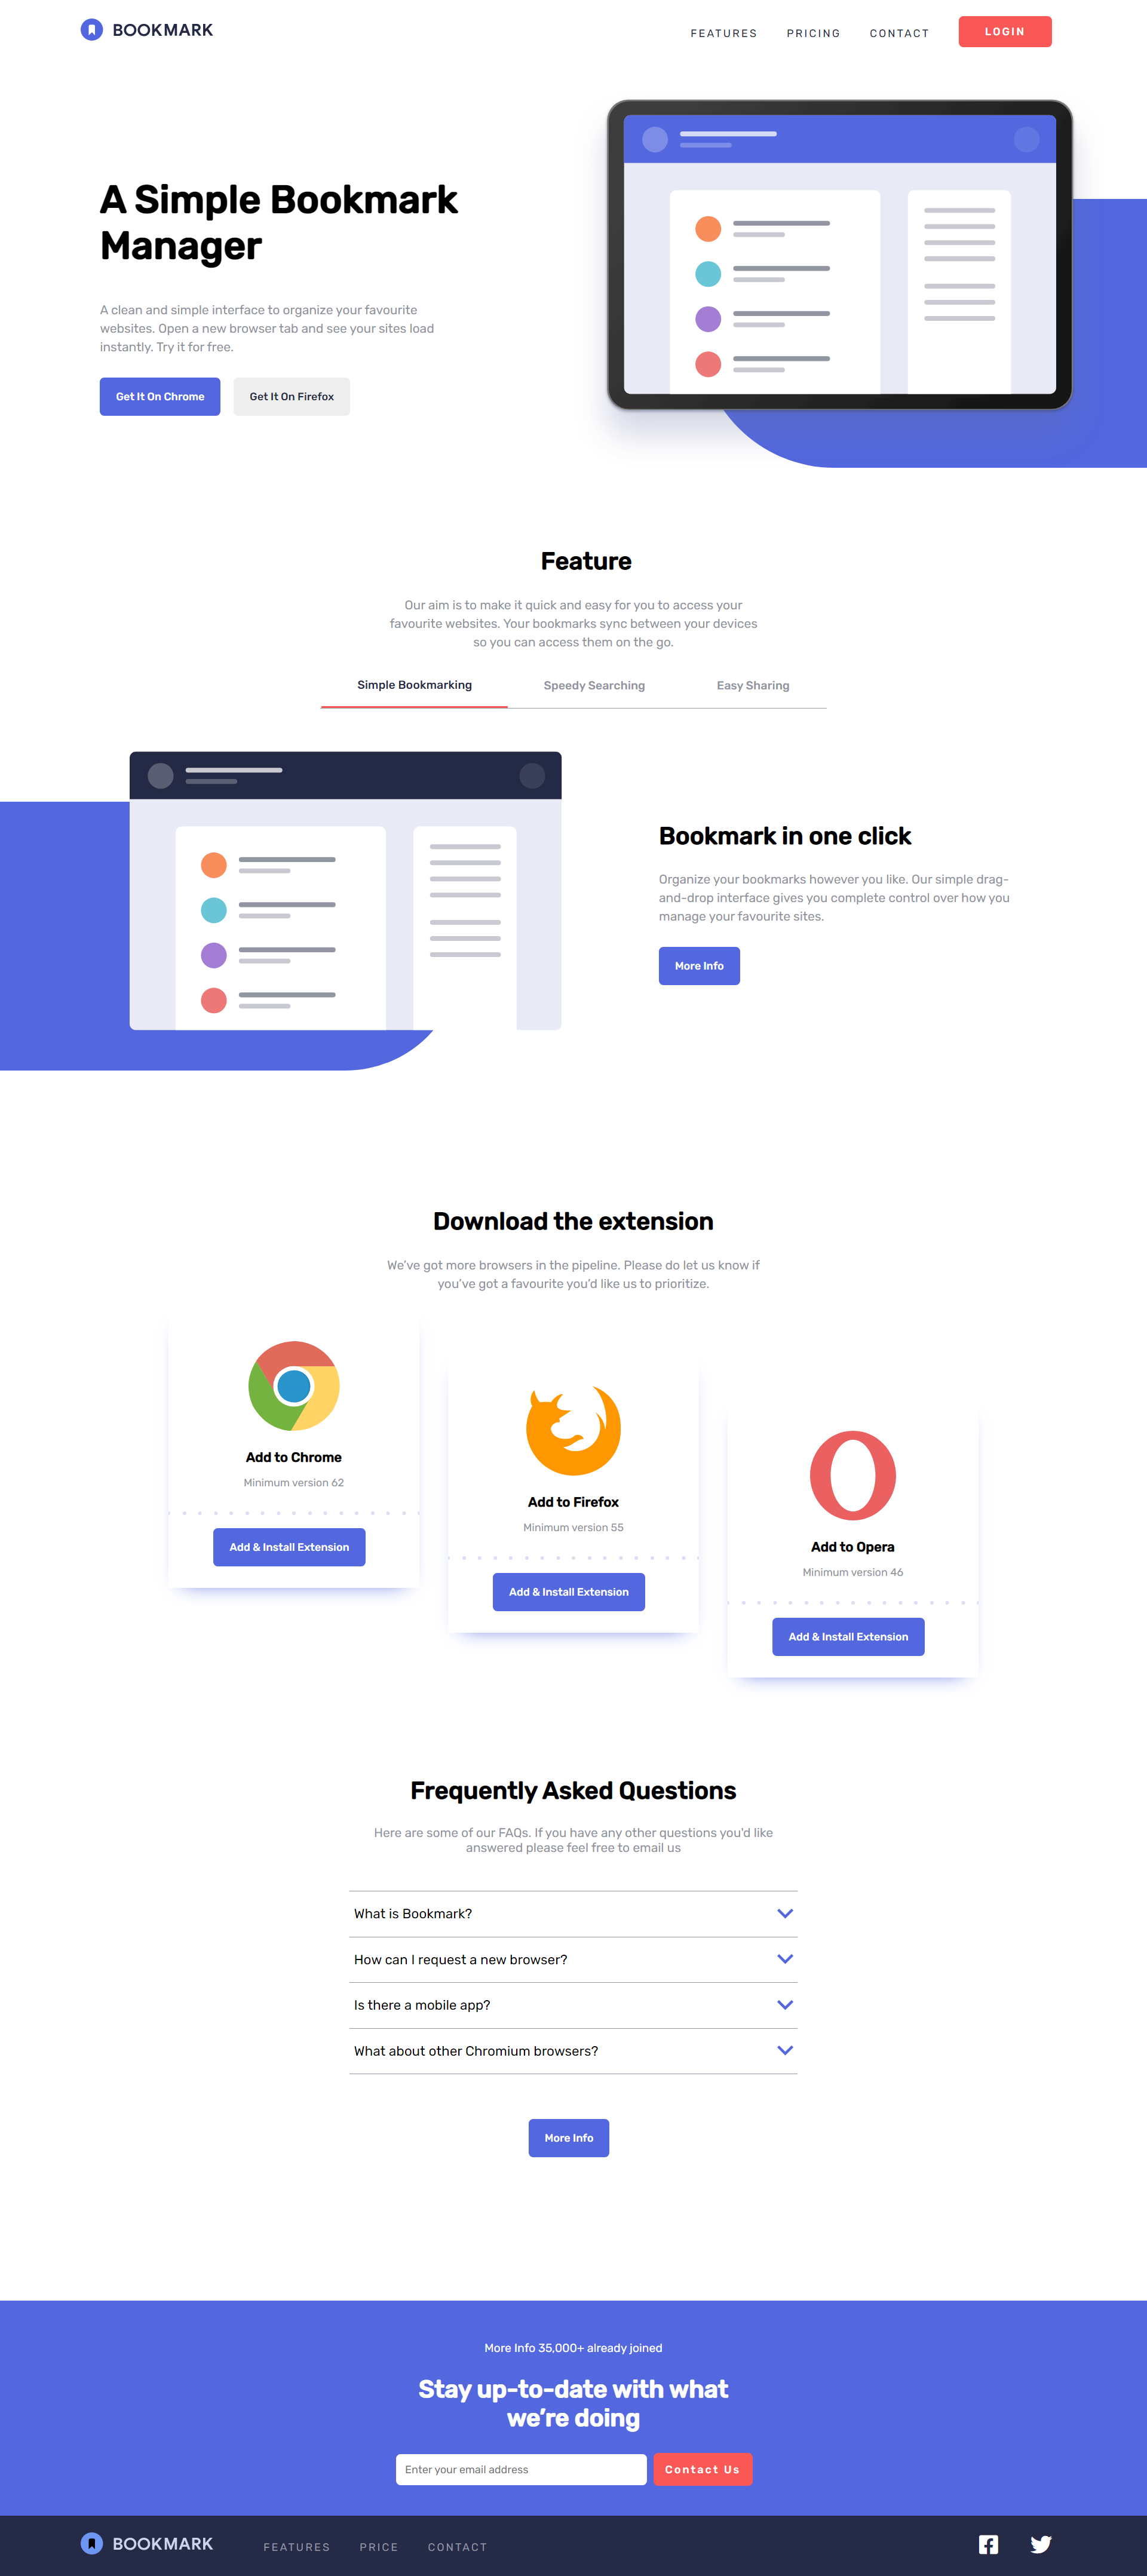 BOOKMARK
FEATURES PRICING CONTACT LOGIN
A Simple Bookmark
Manager
A clean and simple interface to organize your favourite
websites. Open a new browser tab and see your sites load
instantly. Try it for free.
Get It On Chrome Get It On Firefox
Feature
Our aim is to make it quick and easy for you to access your
favourite websites. Your bookmarks sync between your devices
so you can access them on the go.
Simple Bookmarking Speedy Searching Easy Sharing
Bookmark in one click
Organize your bookmarks however you like. Our simple drag-
and-drop interface gives you complete control over how you
manage your favourite sites.
More Info
Download the extension
We've got more browsers in the pipeline. Please do let us know if
you've got a favourite you'd like us to prioritize.
Add to Chrome
Minimum version 62
Add & Install Extension
Add to Firefox
Minimum version 55
Add & Install Extension
Add to Opera
Minimum version 46
Add & Install Extension
Frequently Asked Questions
Here are some of our FAQs. If you have any other questions you'd like
answered please feel free to email us
What is Bookmark?
How can I request a new browser?
Is there a mobile app?
What about other Chromium browsers?
More Info
More Info 35,000+ already joined
Stay up-to-date with what
we're doing
Enter your email address Contact Us
BOOKMARK FEATURES PRICE CONTACT